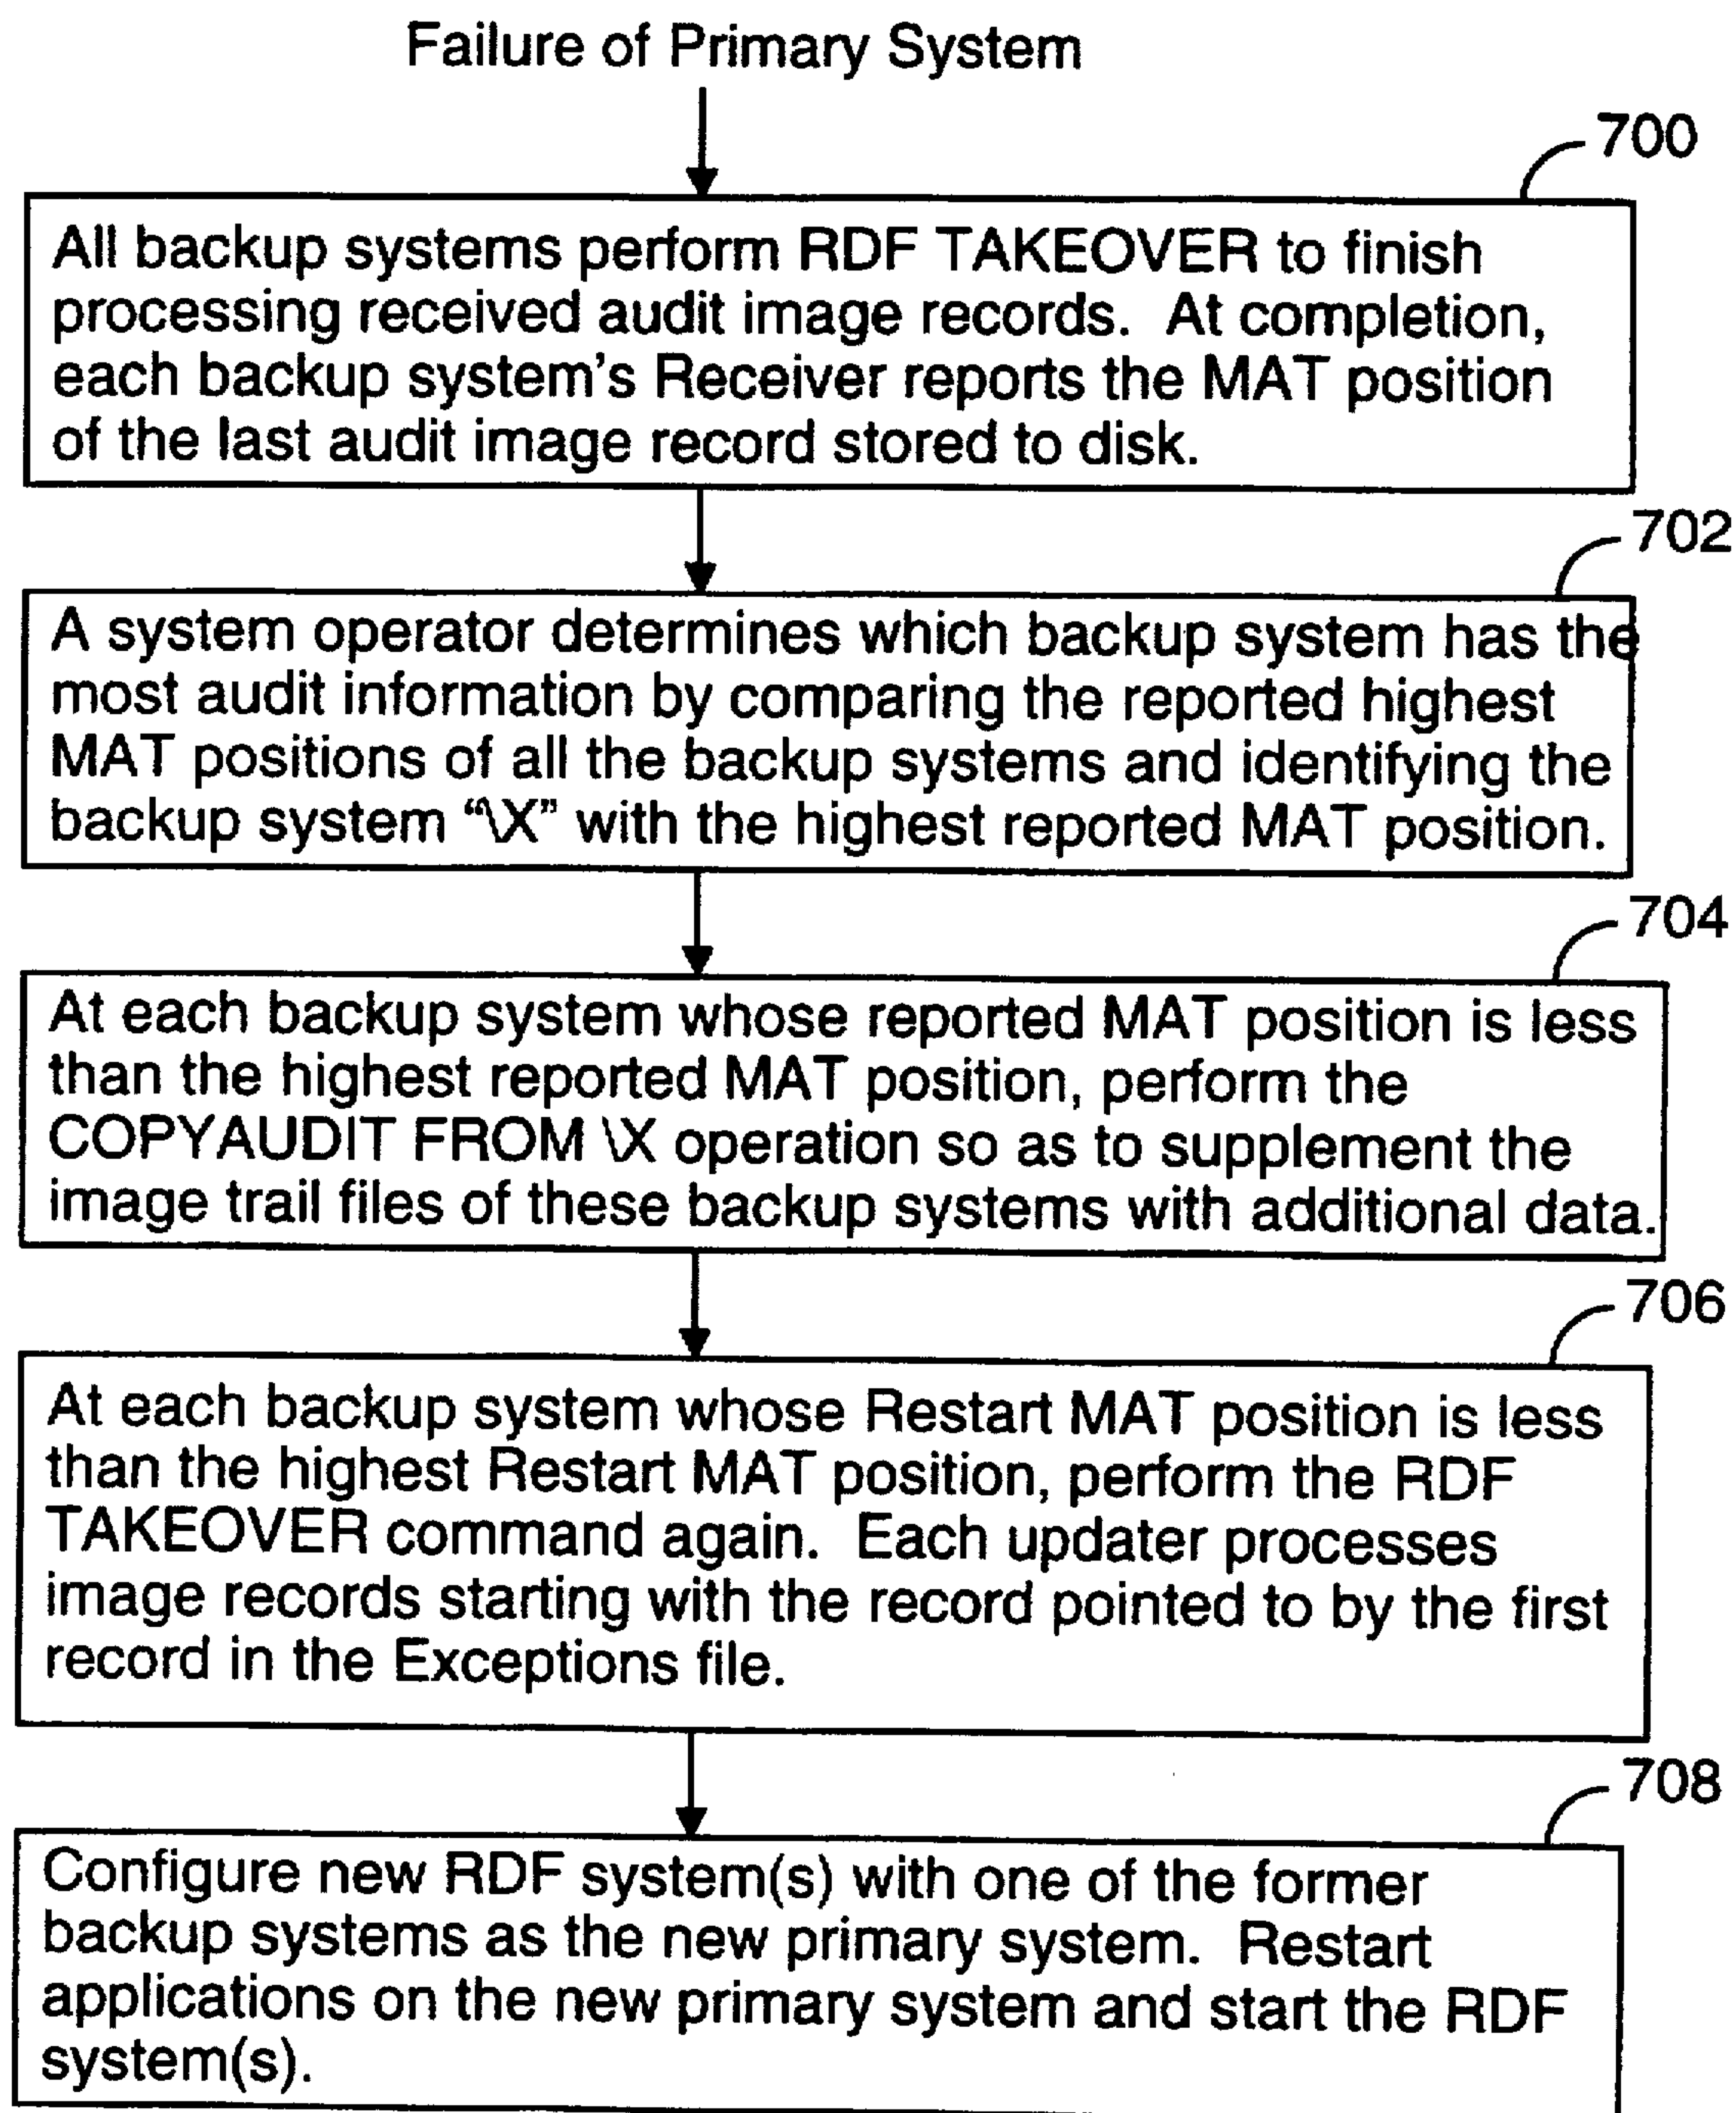 Failure of Primary System
700
All backup systems perform RDF TAKEOVER to finish
processing received audit image records. At completion,
each backup system's Receiver reports the MAT position
of the last audit image record stored to disk.
702
A system operator determines which backup system has the
most audit information by comparing the reported highest
MAT positions of all the backup systems and identifying the
backup system “\X” with the highest reported MAT position.
704
At each backup system whose reported MAT position is less
than the highest reported MAT position, perform the
COPYAUDIT FROM \X operation so as to supplement the
image trail files of these backup systems with additional data.
706
At each backup system whose Restart MAT position is less
than the highest Restart MAT position, perform the RDF
TAKEOVER command again. Each updater processes
image records starting with the record pointed to by the first
record in the Exceptions file.
708
Configure new RDF system(s) with one of the former
backup systems as the new primary system. Restart
applications on the new primary system and start the RDF
system(s).